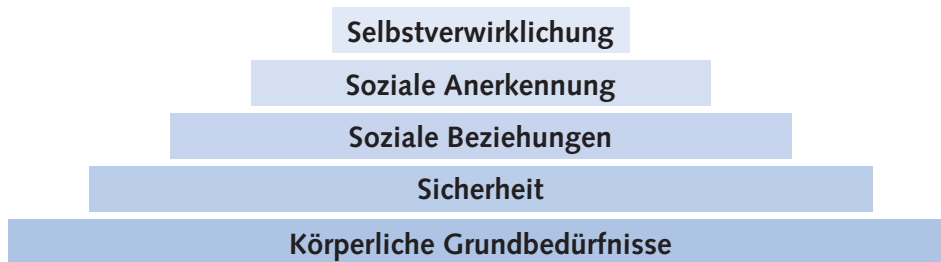 Selbstverwirklichung
Soziale Anerkennung
Soziale Beziehungen
Sicherheit
Körperliche Grundbedürfnisse